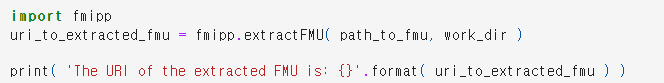 import fmipp
uri_to_extracted_fmu = fmipp.extractFMU( path_to_fmu, work_dir )
print( 'The URI of the extracted FMU is: {}'.format( uri_to_extracted_fmu ) )